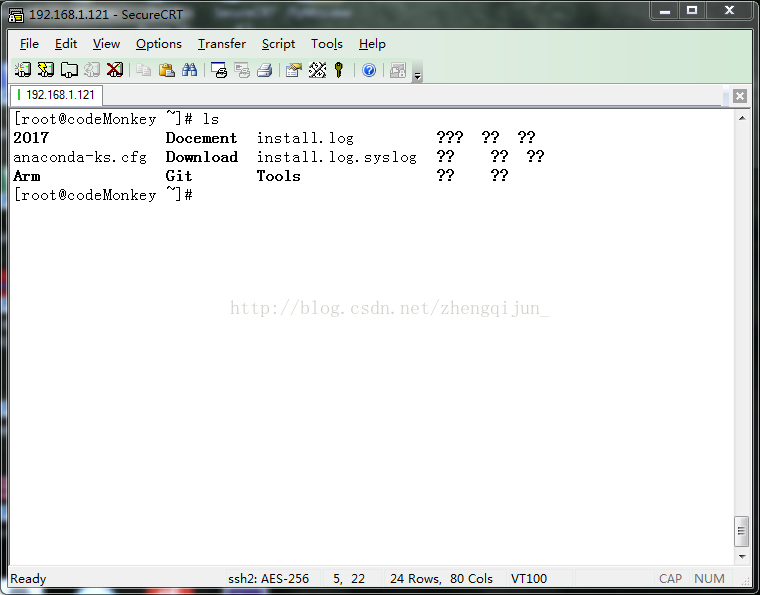 192.168.1.121 - SecureCRT
File Edit View Options Transfer Script Tools Help
192.168.1.121
[root@codeMonkey ~]# ls
2017 Docement install.log ??? ?? ??
anaconda-ks.cfg Download install.log.syslog ?? ?? ??
Arm Git Tools ?? ??
[root@codeMonkey ~]#
http://blog.csdn.net/zhengqijun_
Ready ssh2: AES-256 5, 22 24 Rows, 80 Cols VT100 CAP NUM